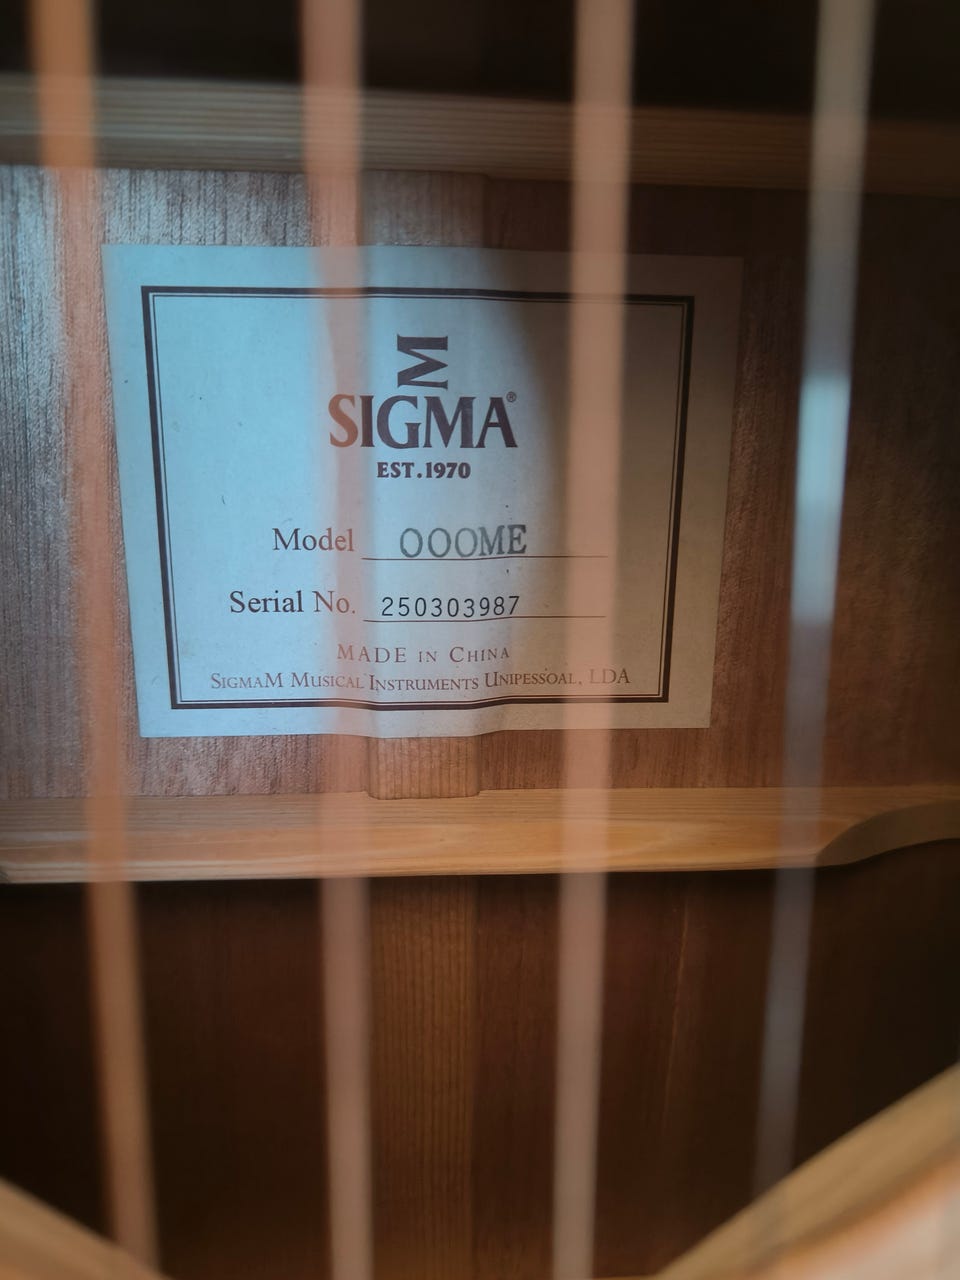 SIGMA®
EST.1970
Model OOOME
Serial No. 250303987
MADE IN CHINA
SIGMAM MUSICAL INSTRUMENTS UNIPESSOAL, LDA